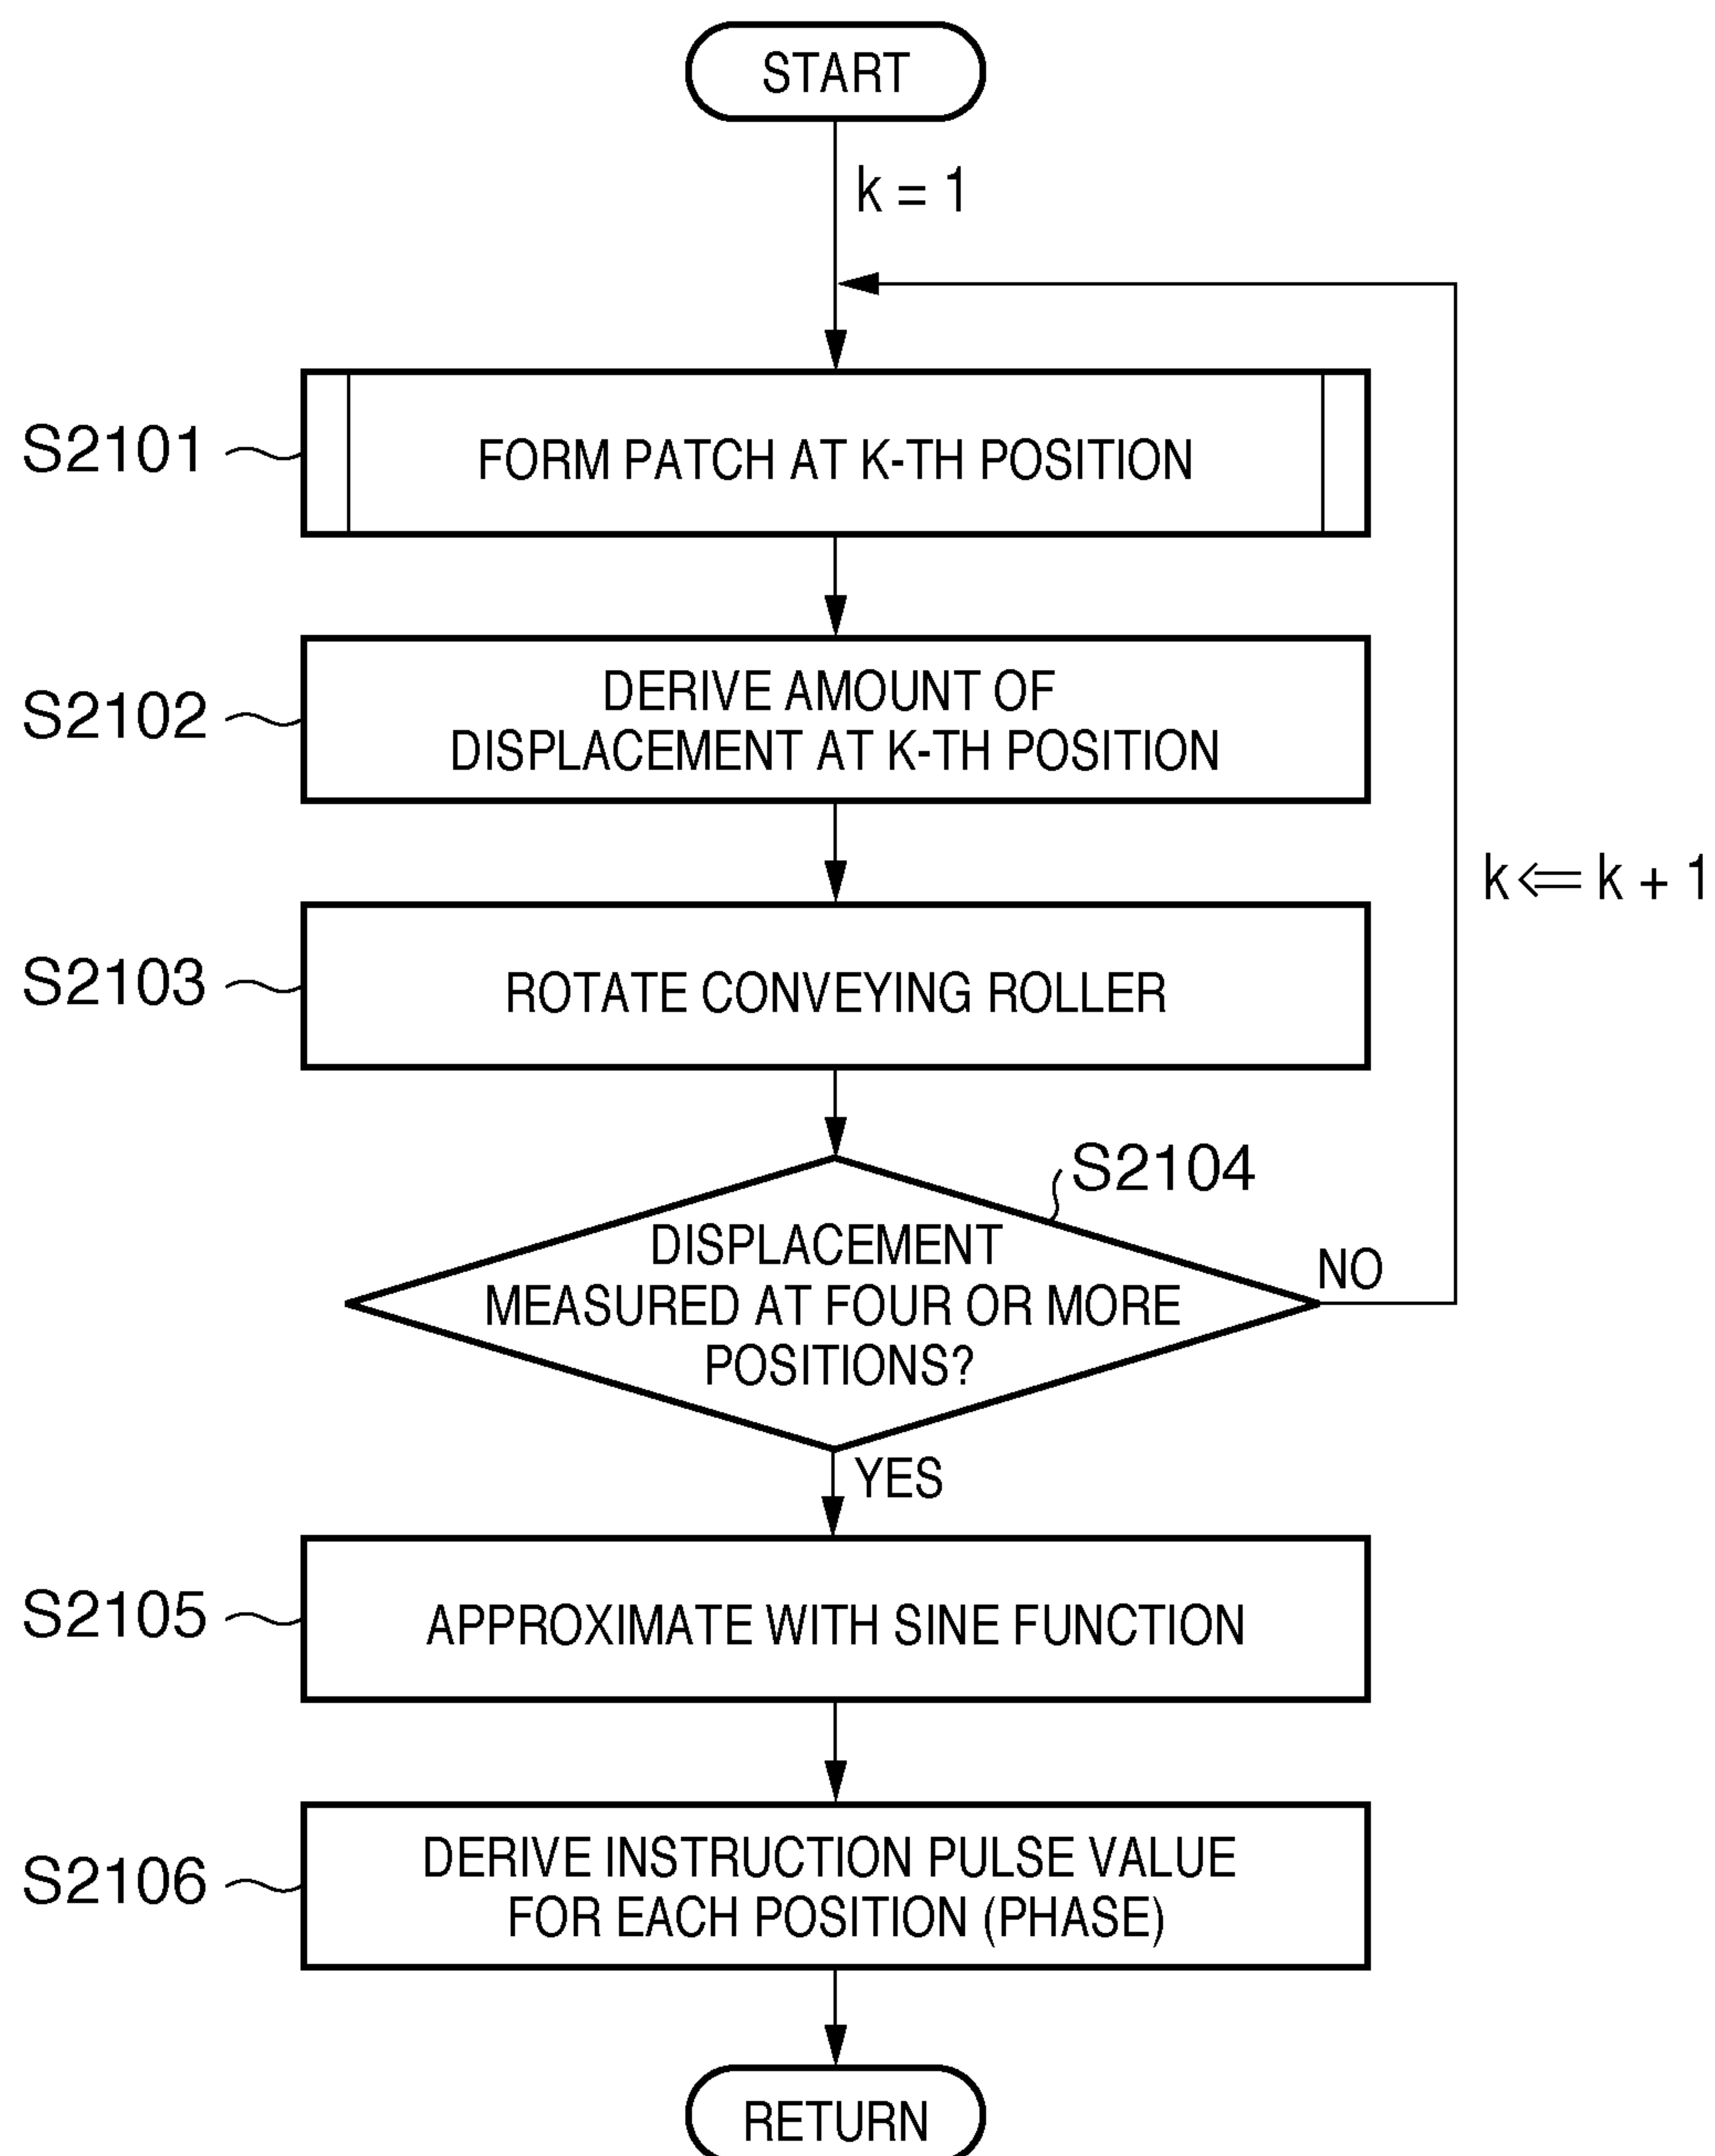 START
k = 1
S2101
FORM PATCH AT K-TH POSITION
S2102
DERIVE AMOUNT OF
DISPLACEMENT AT K-TH POSITION
k ⇐ k + 1
S2103
ROTATE CONVEYING ROLLER
S2104
DISPLACEMENT
MEASURED AT FOUR OR MORE
POSITIONS?
NO
YES
S2105
APPROXIMATE WITH SINE FUNCTION
S2106
DERIVE INSTRUCTION PULSE VALUE
FOR EACH POSITION (PHASE)
RETURN